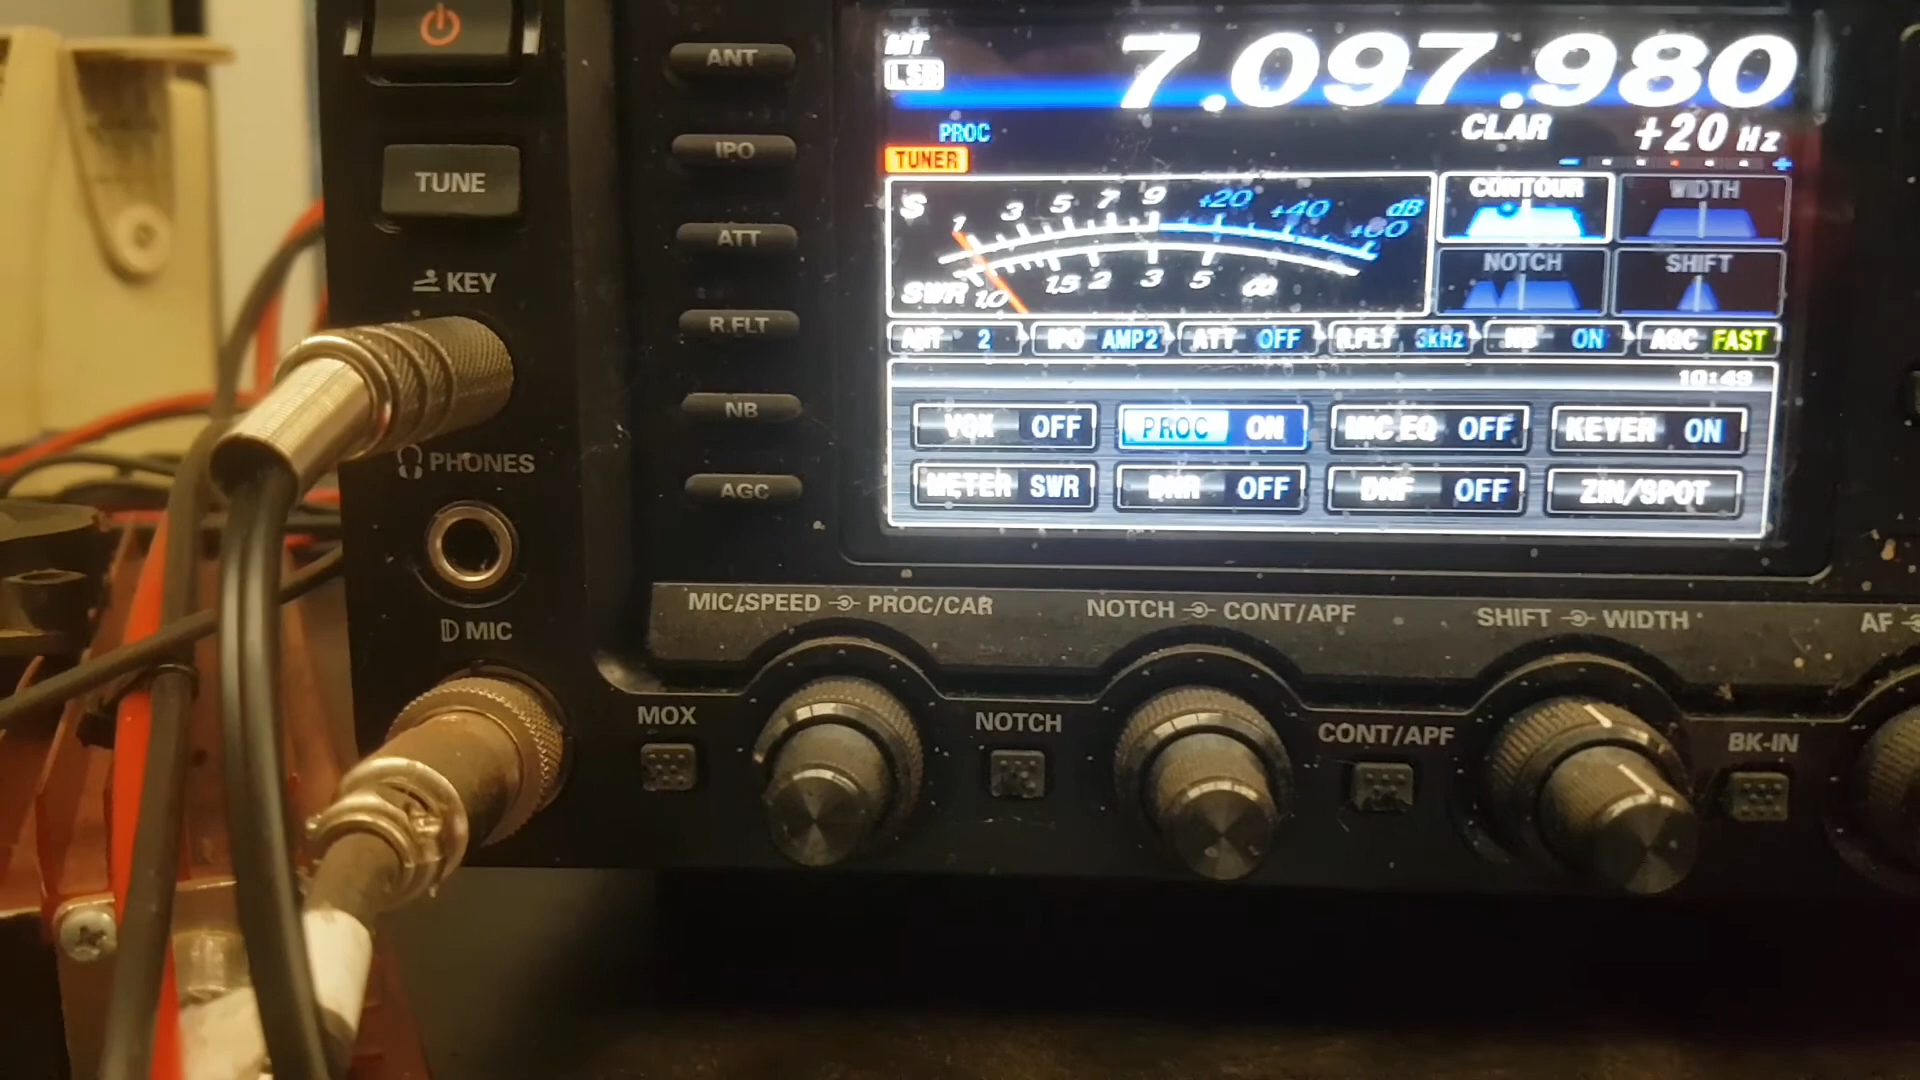 ANT
IPO
ATT
R.FLT
NB
AGC
TUNE
KEY
PHONES
MIC
MT
LSB
7.097.980
PROC
CLAR +20 Hz
TUNER
S 1 3 5 7 9 +20 +40 +60 dB
SWR 1.0 1.5 2 3 5 ∞
CONTOUR WIDTH
NOTCH SHIFT
ANT 2 IPO AMP2 ATT OFF R.FLT 3kHz NB ON AGC FAST
10:49
VOX OFF PROC ON MIC EQ OFF KEYER ON
METER SWR DNR OFF DNF OFF ZIN/SPOT
MIC/SPEED PROC/CAR NOTCH CONT/APF SHIFT WIDTH AF
MOX NOTCH CONT/APF BK-IN